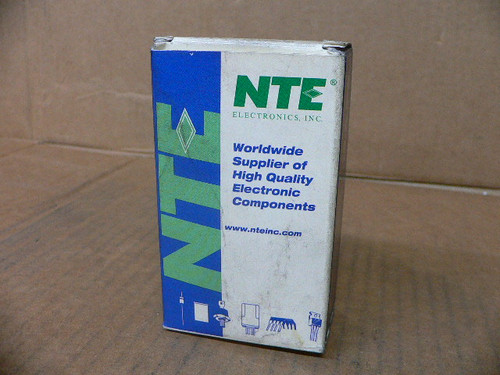 NTE
NTE®
ELECTRONICS, INC.
Worldwide
Supplier of
High Quality
Electronic
Components
www.nteinc.com